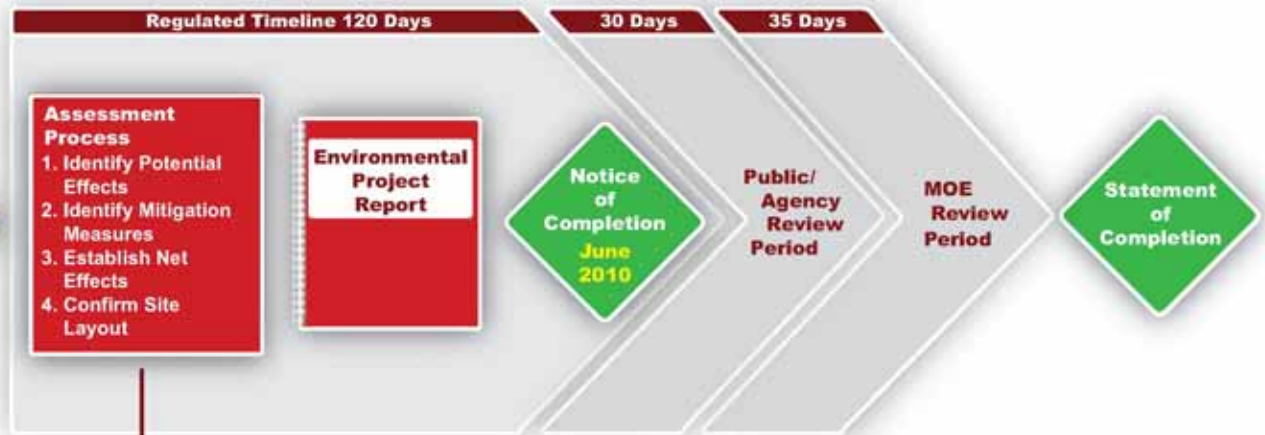 Regulated Timeline 120 Days
30 Days
35 Days
Assessment
Process
1. Identify Potential
Effects
2. Identify Mitigation
Measures
3. Establish Net
Effects
4. Confirm Site
Layout
Environmental
Project
Report
Notice
of
Completion
June
2010
Public/
Agency
Review
Period
MOE
Review
Period
Statement
of
Completion